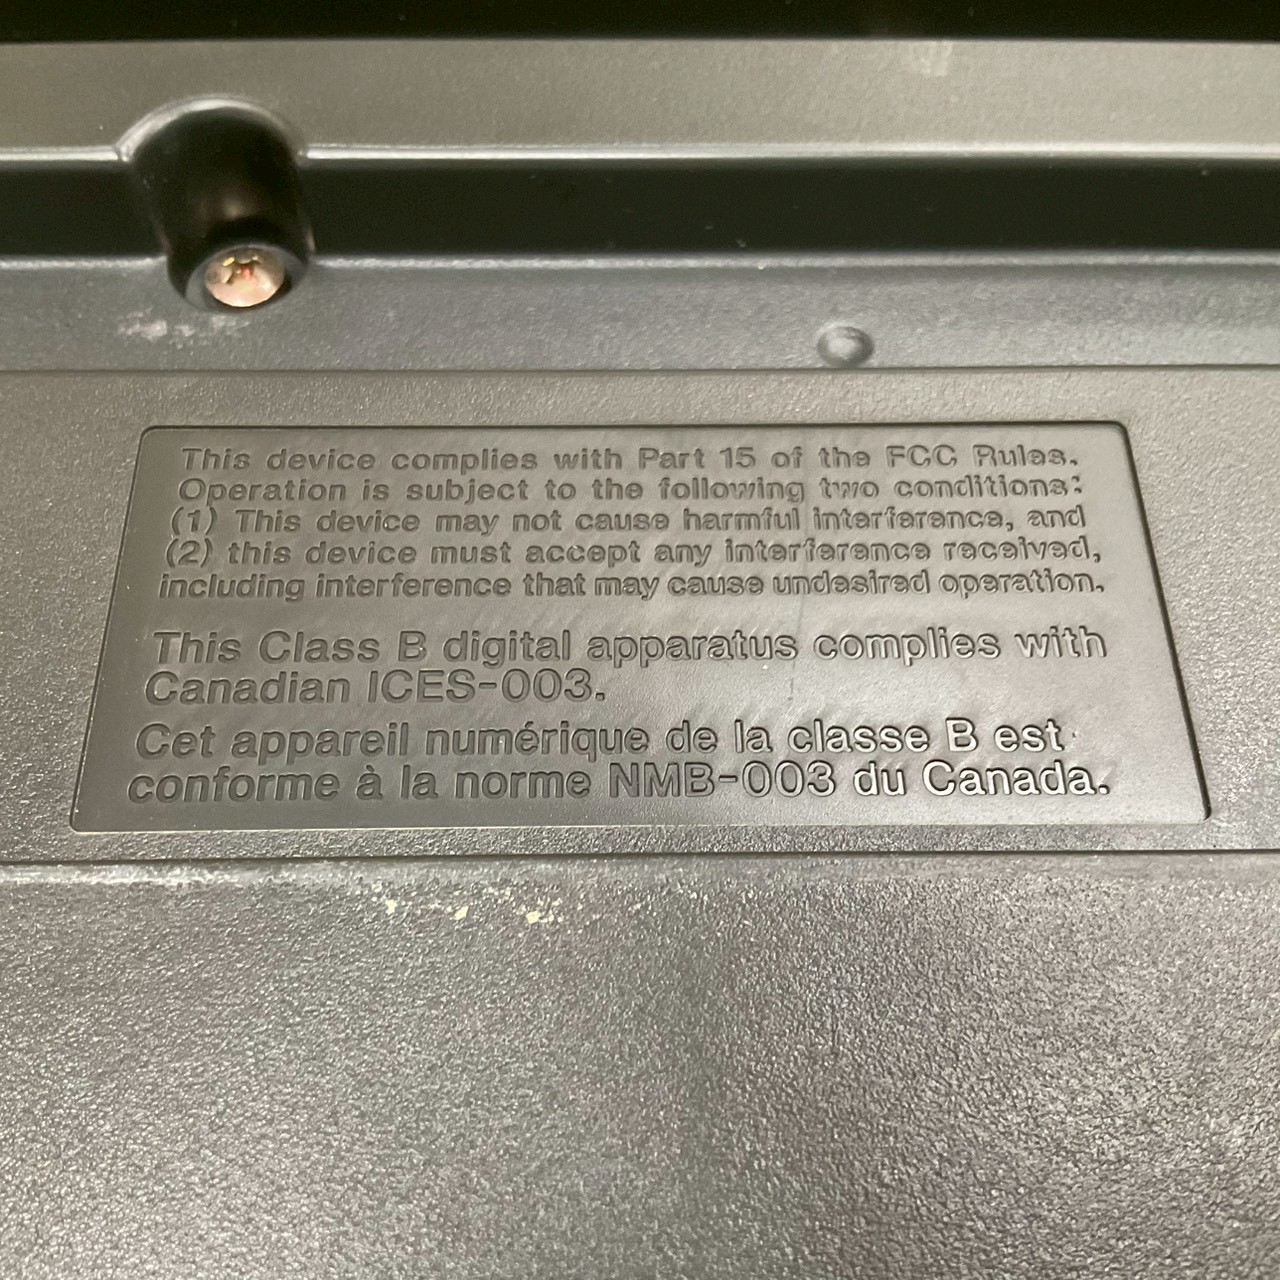 This device complies with Part 15 of the FCC Rules.
Operation is subject to the following two conditions:
(1) This device may not cause harmful interference, and
(2) this device must accept any interference received,
including interference that may cause undesired operation.
This Class B digital apparatus complies with
Canadian ICES-003.
Cet appareil numérique de la classe B est
conforme à la norme NMB-003 du Canada.